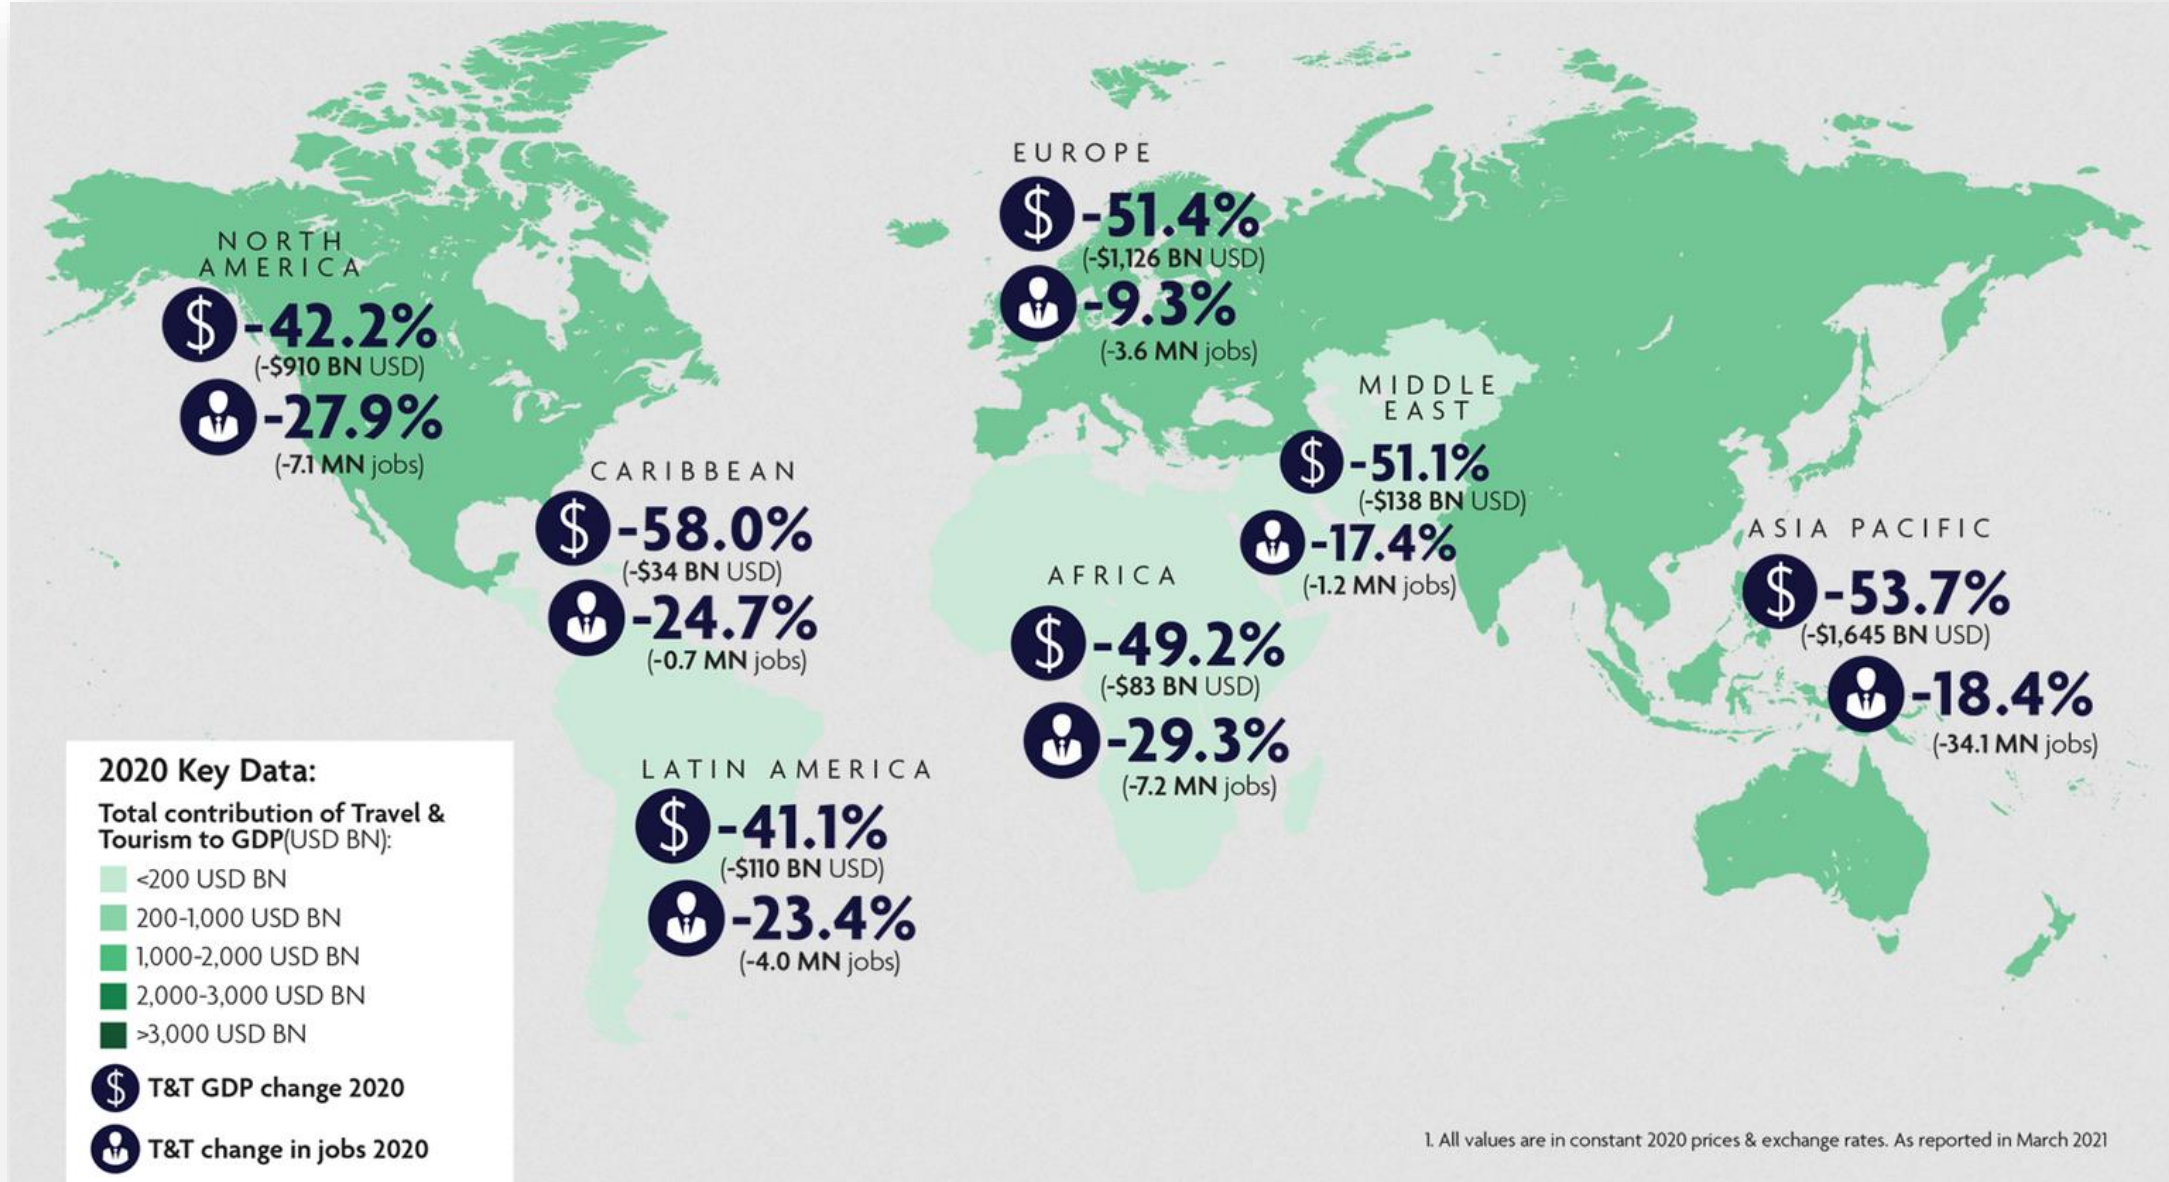 NORTH
AMERICA
-42.2%
(-$910 BN USD)
-27.9%
(-7.1 MN jobs)
CARIBBEAN
-58.0%
(-$34 BN USD)
-24.7%
(-0.7 MN jobs)
LATIN AMERICA
-41.1%
(-$110 BN USD)
-23.4%
(-4.0 MN jobs)
EUROPE
-51.4%
(-$1,126 BN USD)
-9.3%
(-3.6 MN jobs)
AFRICA
-49.2%
(-$83 BN USD)
-29.3%
(-7.2 MN jobs)
MIDDLE
EAST
-51.1%
(-$138 BN USD)
-17.4%
(-1.2 MN jobs)
ASIA PACIFIC
-53.7%
(-$1,645 BN USD)
-18.4%
(-34.1 MN jobs)
2020 Key Data:
Total contribution of Travel &
Tourism to GDP(USD BN):
<200 USD BN
200-1,000 USD BN
1,000-2,000 USD BN
2,000-3,000 USD BN
>3,000 USD BN
$ T&T GDP change 2020
T&T change in jobs 2020
1. All values are in constant 2020 prices & exchange rates. As reported in March 2021